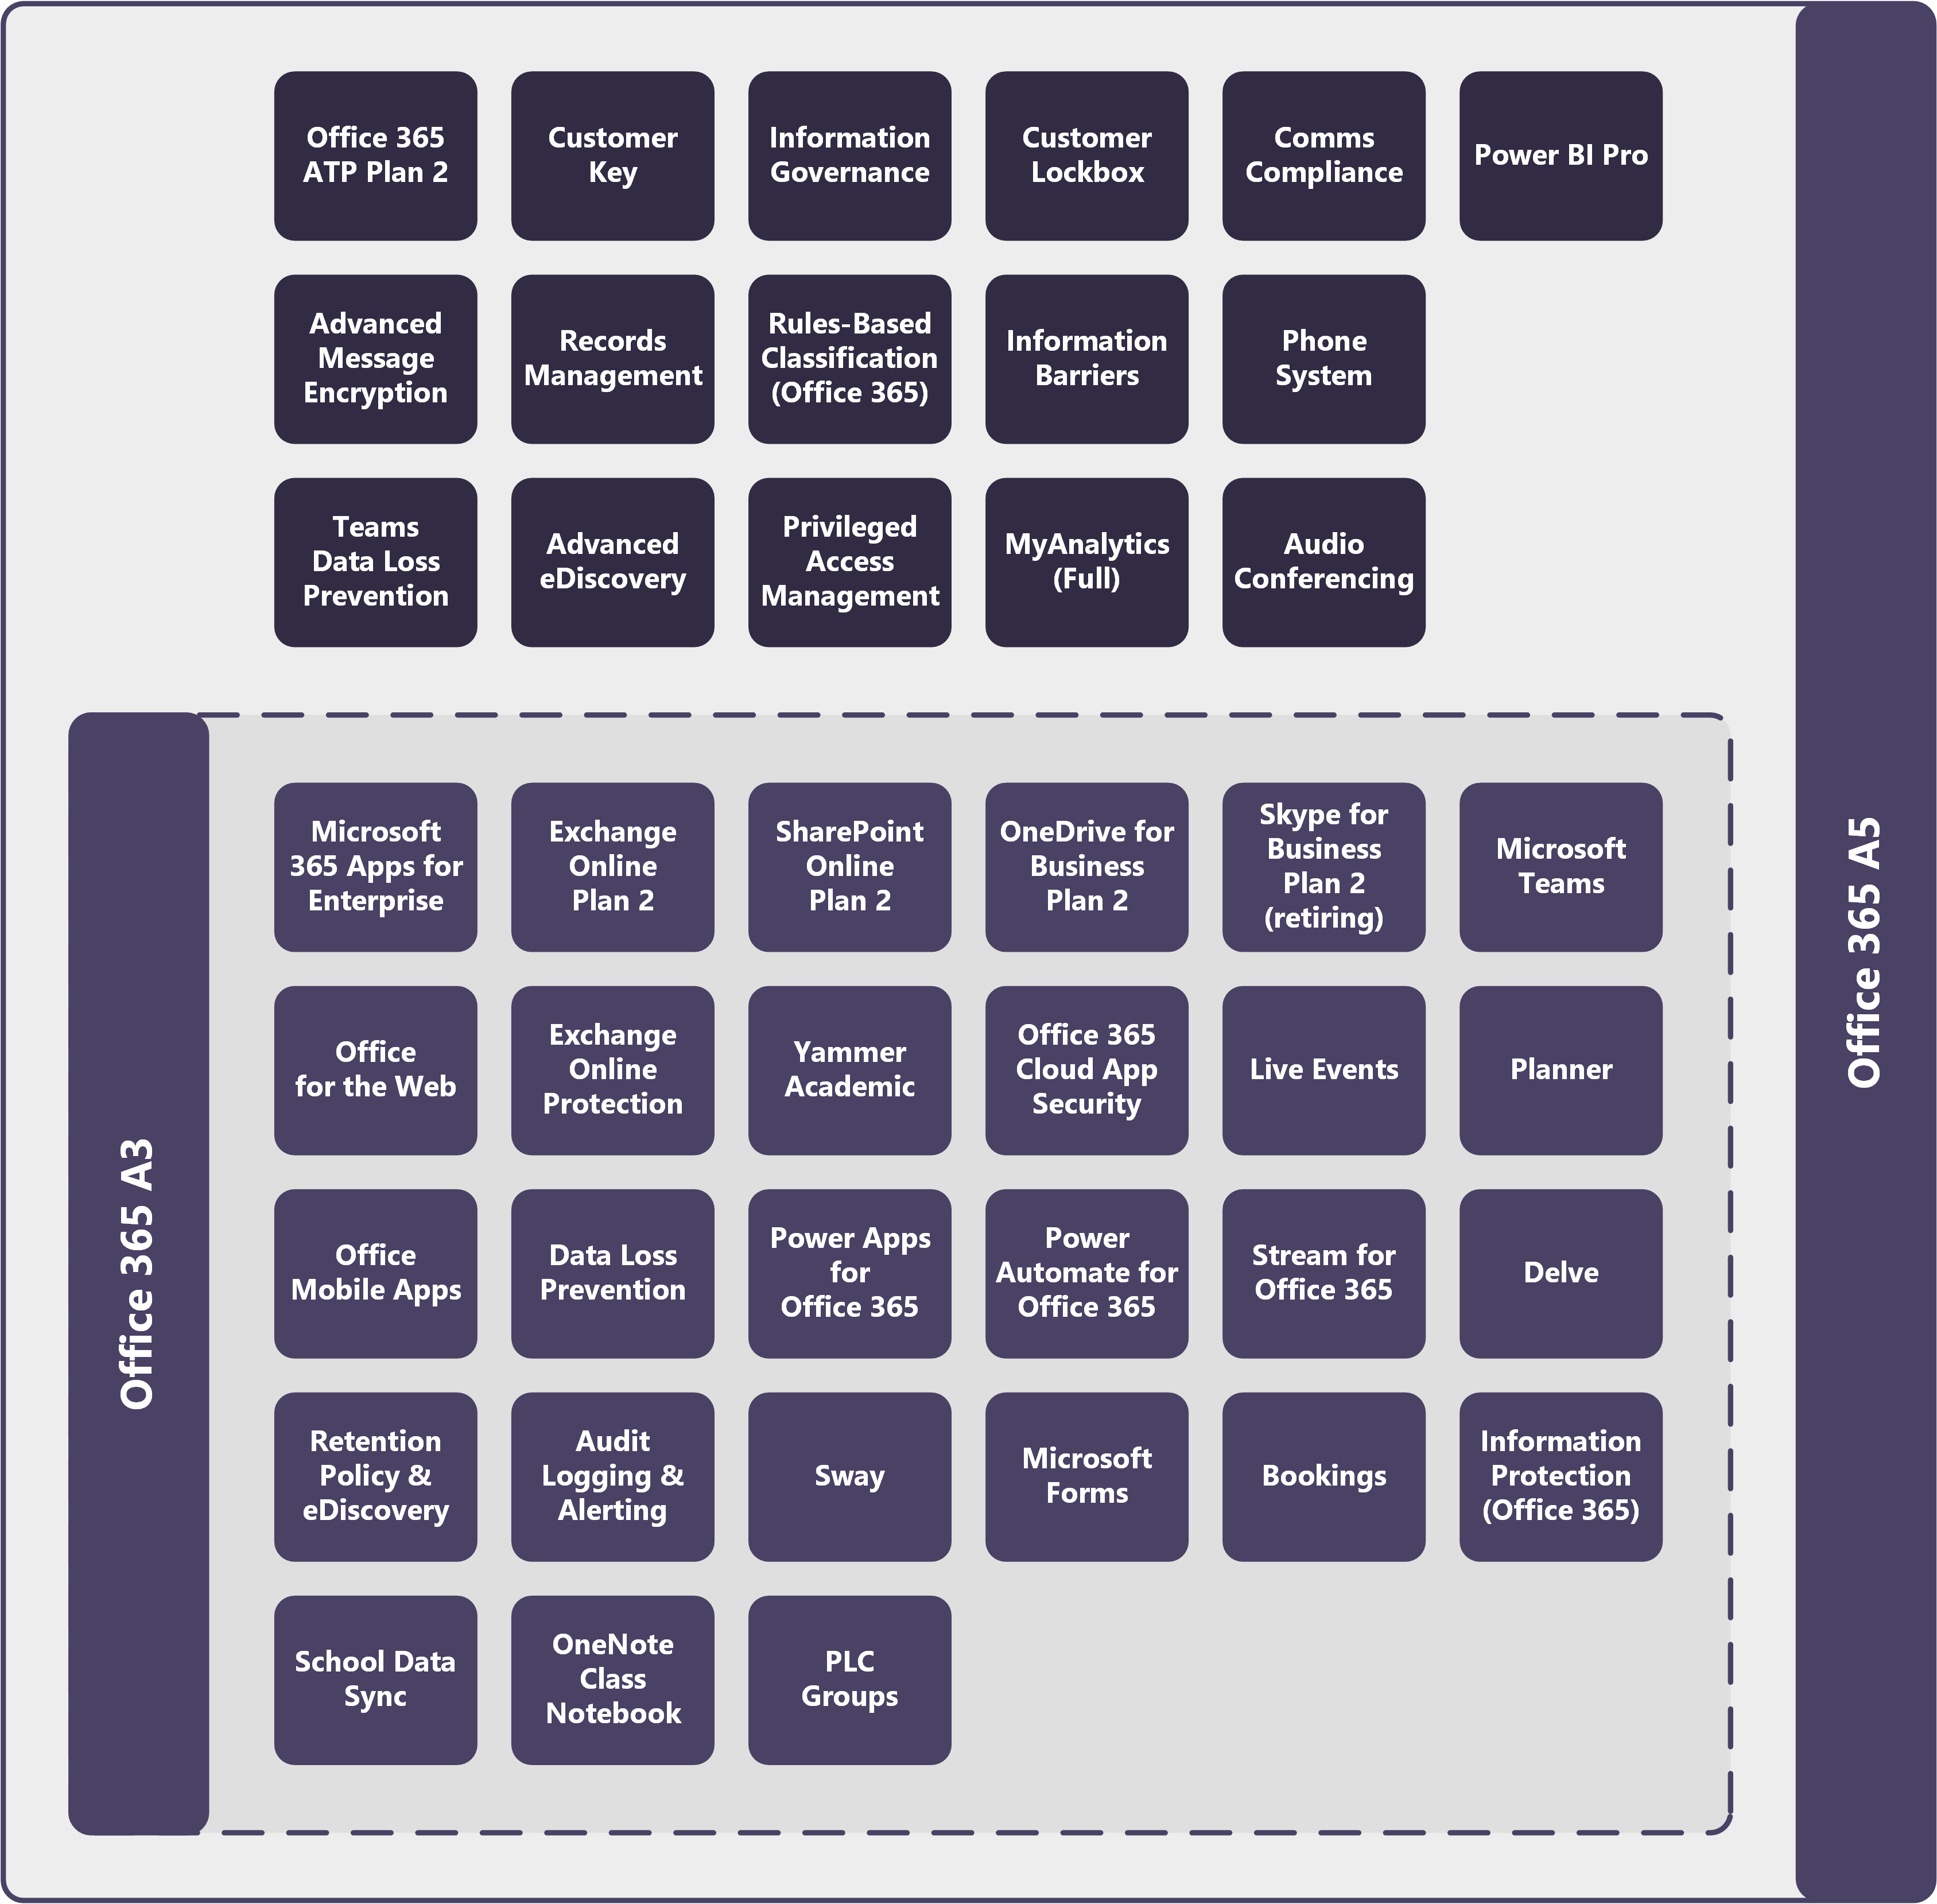 Office 365
ATP Plan 2
Customer
Key
Information
Governance
Customer
Lockbox
Comms
Compliance
Power BI Pro
Advanced
Message
Encryption
Records
Management
Rules-Based
Classification
(Office 365)
Information
Barriers
Phone
System
Teams
Data Loss
Prevention
Advanced
eDiscovery
Privileged
Access
Management
MyAnalytics
(Full)
Audio
Conferencing
Office 365 A5
Office 365 A3
Microsoft
365 Apps for
Enterprise
Exchange
Online
Plan 2
SharePoint
Online
Plan 2
OneDrive for
Business
Plan 2
Skype for
Business
Plan 2
(retiring)
Microsoft
Teams
Office
for the Web
Exchange
Online
Protection
Yammer
Academic
Office 365
Cloud App
Security
Live Events
Planner
Office
Mobile Apps
Data Loss
Prevention
Power Apps
for
Office 365
Power
Automate for
Office 365
Stream for
Office 365
Delve
Retention
Policy &
eDiscovery
Audit
Logging &
Alerting
Sway
Microsoft
Forms
Bookings
Information
Protection
(Office 365)
School Data
Sync
OneNote
Class
Notebook
PLC
Groups